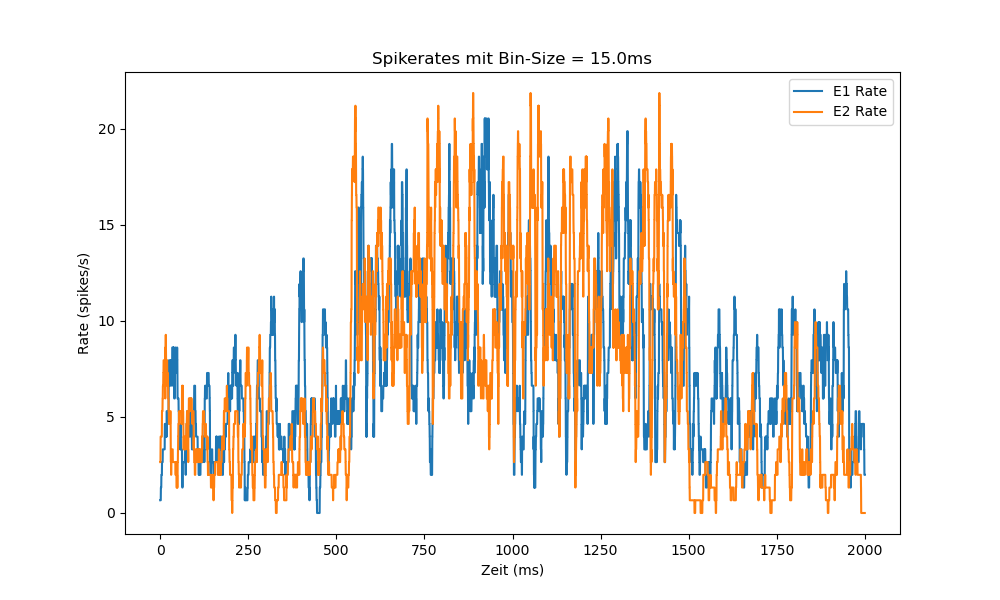 Spikerates mit Bin-Size = 15.0ms
E1 Rate
E2 Rate
Rate (spikes/s)
20
15
10
5
0
0 250 500 750 1000 1250 1500 1750 2000
Zeit (ms)